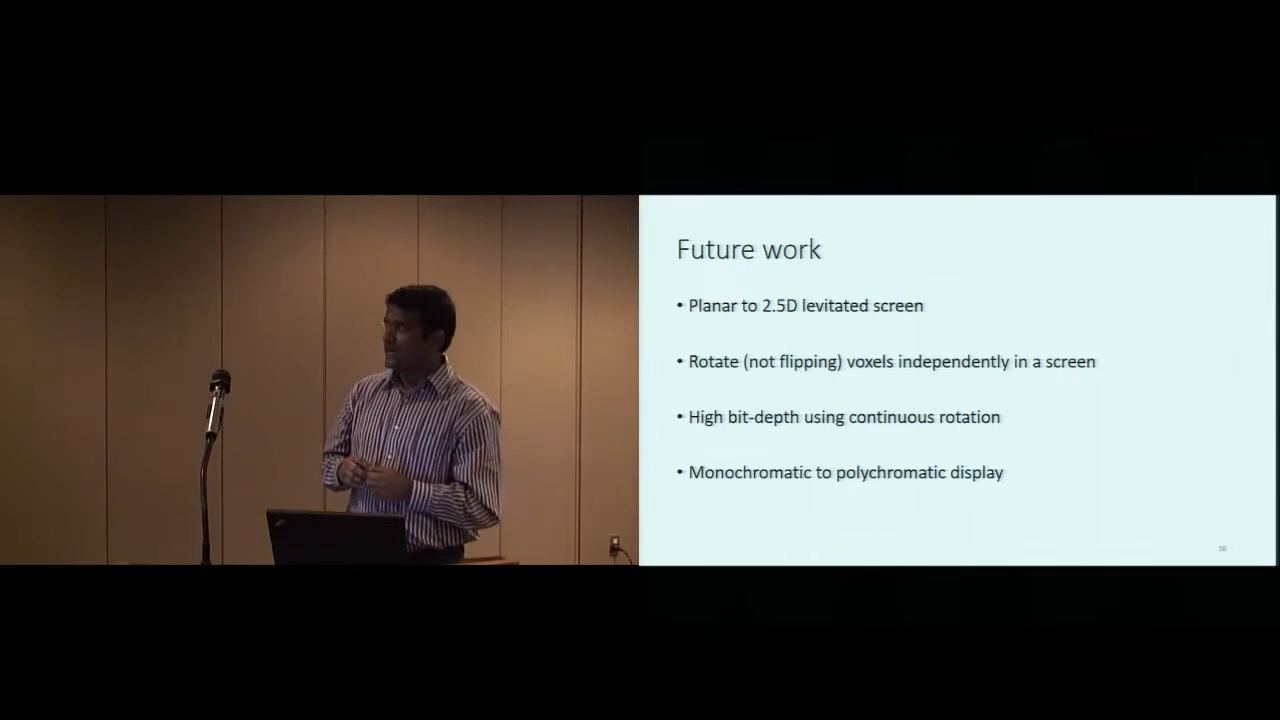 Future work
• Planar to 2.5D levitated screen
• Rotate (not flipping) voxels independently in a screen
• High bit-depth using continuous rotation
• Monochromatic to polychromatic display
36